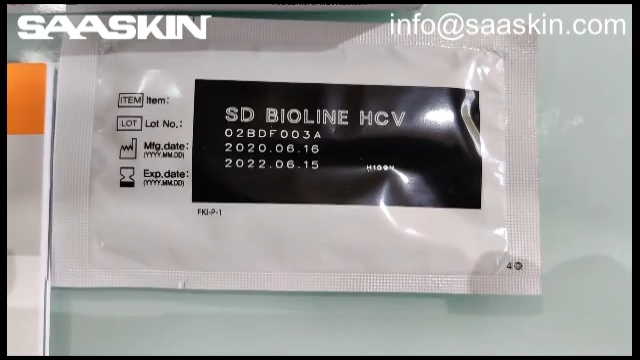 SAASKIN
info@saaskin.com
ITEM Item: SD BIOLINE HCV
LOT Lot No.: 02BDF003A
Mfg.date: 2020.06.16
(YYYY.MM.DD)
Exp.date: 2022.06.15
(YYYY.MM.DD)
FKI-P-1